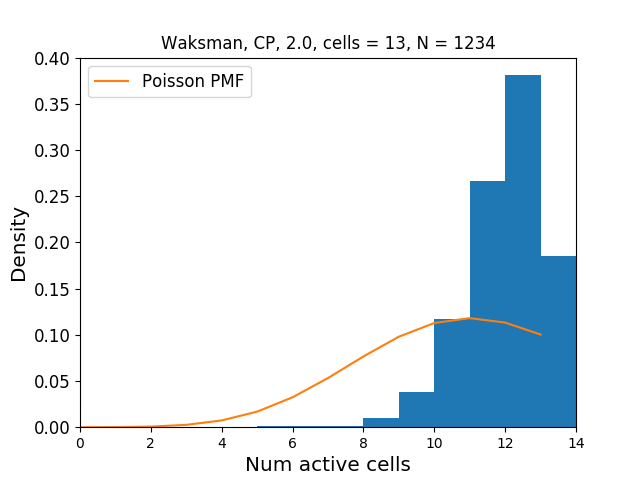 Waksman, CP, 2.0, cells = 13, N = 1234
Poisson PMF
Density
0.40
0.35
0.30
0.25
0.20
0.15
0.10
0.05
0.00
0 2 4 6 8 10 12 14
Num active cells